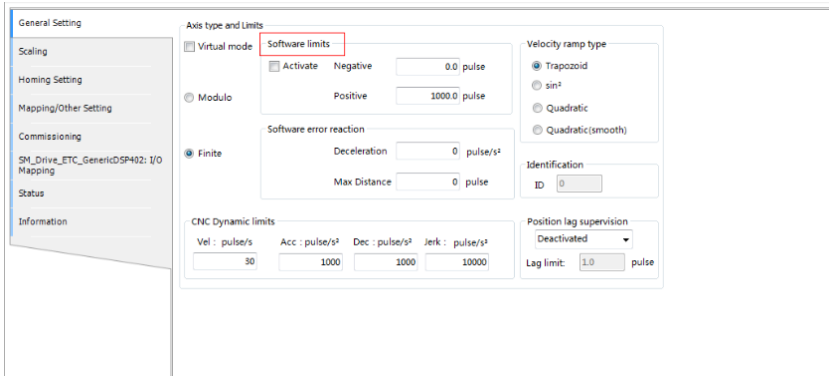 General Setting
Scaling
Homing Setting
Mapping/Other Setting
Commissioning
SM_Drive_ETC_GenericDSP402: I/O
Mapping
Status
Information
Axis type and Limits
Virtual mode
Modulo
Finite
Software limits
Activate Negative 0.0 pulse
Positive 1000.0 pulse
Software error reaction
Deceleration 0 pulse/s²
Max Distance 0 pulse
Velocity ramp type
Trapozoid
sin²
Quadratic
Quadratic(smooth)
Identification
ID 0
CNC Dynamic limits
Vel : pulse/s Acc : pulse/s² Dec : pulse/s² Jerk : pulse/s³
30 1000 1000 10000
Position lag supervision
Deactivated
Lag limit: 1.0 pulse